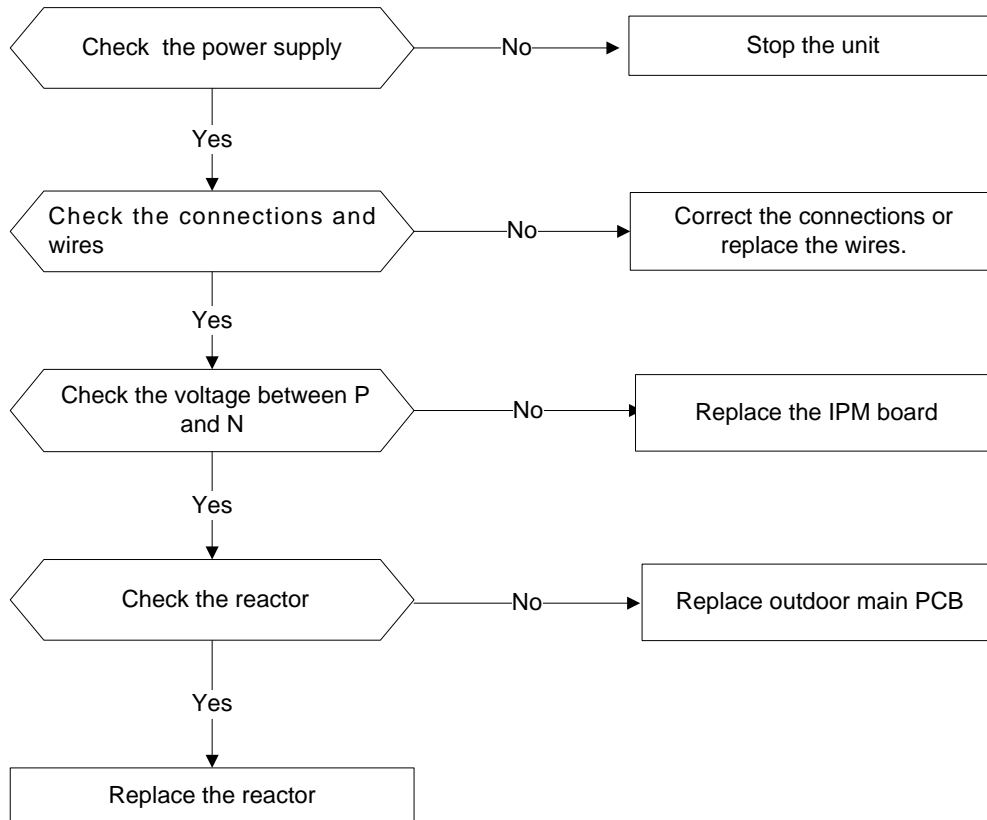 Check the power supply
No
Stop the unit
Yes
Check the connections and
wires
No
Correct the connections or
replace the wires.
Yes
Check the voltage between P
and N
No
Replace the IPM board
Yes
Check the reactor
No
Replace outdoor main PCB
Yes
Replace the reactor